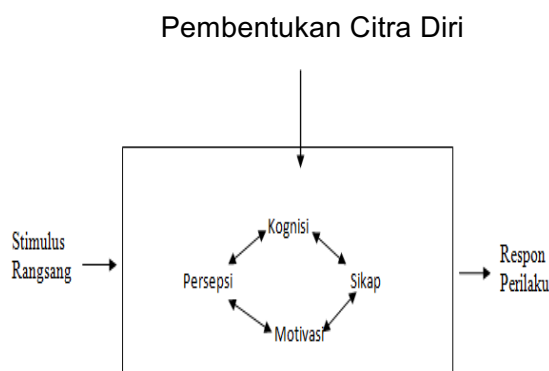 Pembentukan Citra Diri
Stimulus
Rangsang
Kognisi
Persepsi
Sikap
Motivasi
Respon
Perilaku